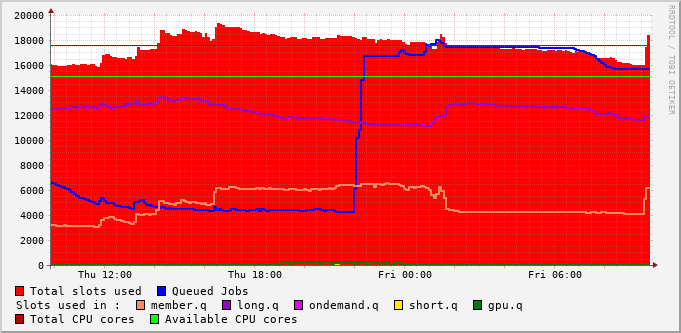 20000
18000
16000
14000
12000
10000
8000
6000
4000
2000
0
Thu 12:00 Thu 18:00 Fri 00:00 Fri 06:00
RRDTOOL / TOBI OETIKER
Total slots used Queued Jobs
Slots used in : member.q long.q ondemand.q short.q gpu.q
Total CPU cores Available CPU cores